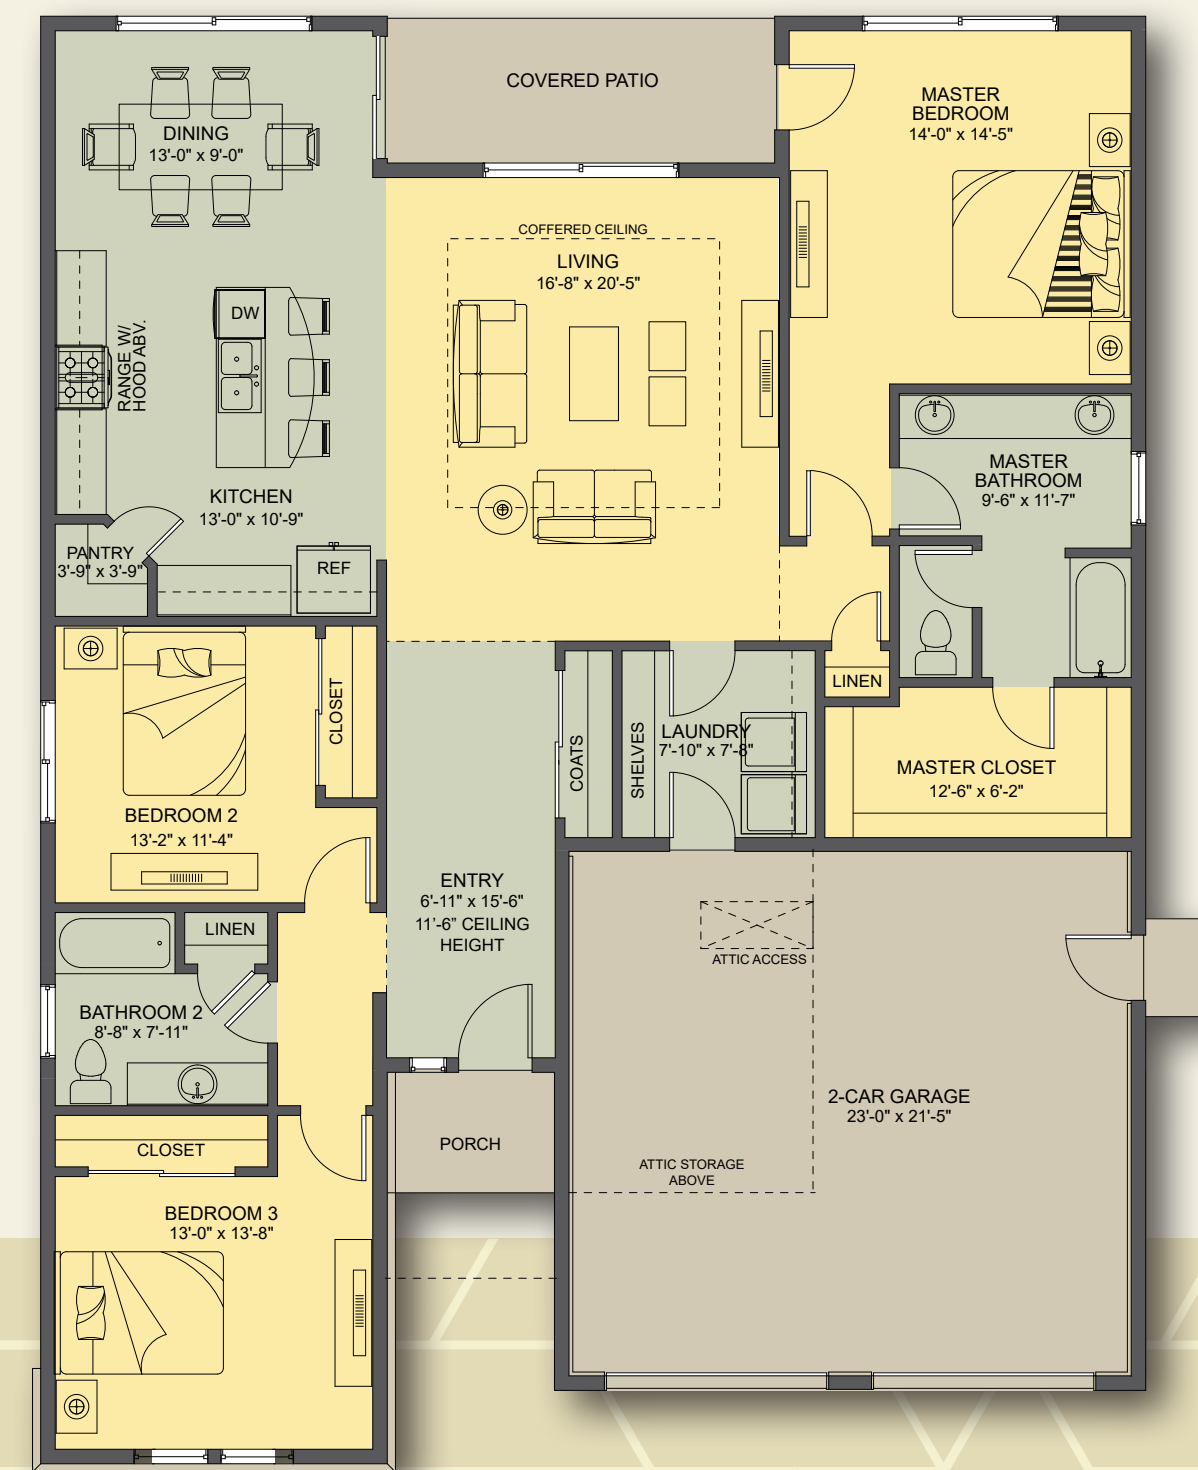 COVERED PATIO
MASTER
BEDROOM
14'-0" x 14'-5"
DINING
13'-0" x 9'-0"
COFFERED CEILING
LIVING
16'-8" x 20'-5"
DW
RANGE W/
HOOD ABV.
MASTER
BATHROOM
9'-6" x 11'-7"
KITCHEN
13'-0" x 10'-9"
PANTRY
3'-9" x 3'-9"
REF
LINEN
CLOSET
COATS
SHELVES
LAUNDRY
7'-10" x 7'-8"
MASTER CLOSET
12'-6" x 6'-2"
BEDROOM 2
13'-2" x 11'-4"
ENTRY
6'-11" x 15'-6"
11'-6” CEILING
HEIGHT
LINEN
ATTIC ACCESS
BATHROOM 2
8'-8" x 7'-11"
2-CAR GARAGE
23'-0" x 21'-5"
PORCH
CLOSET
ATTIC STORAGE
ABOVE
BEDROOM 3
13'-0" x 13'-8"